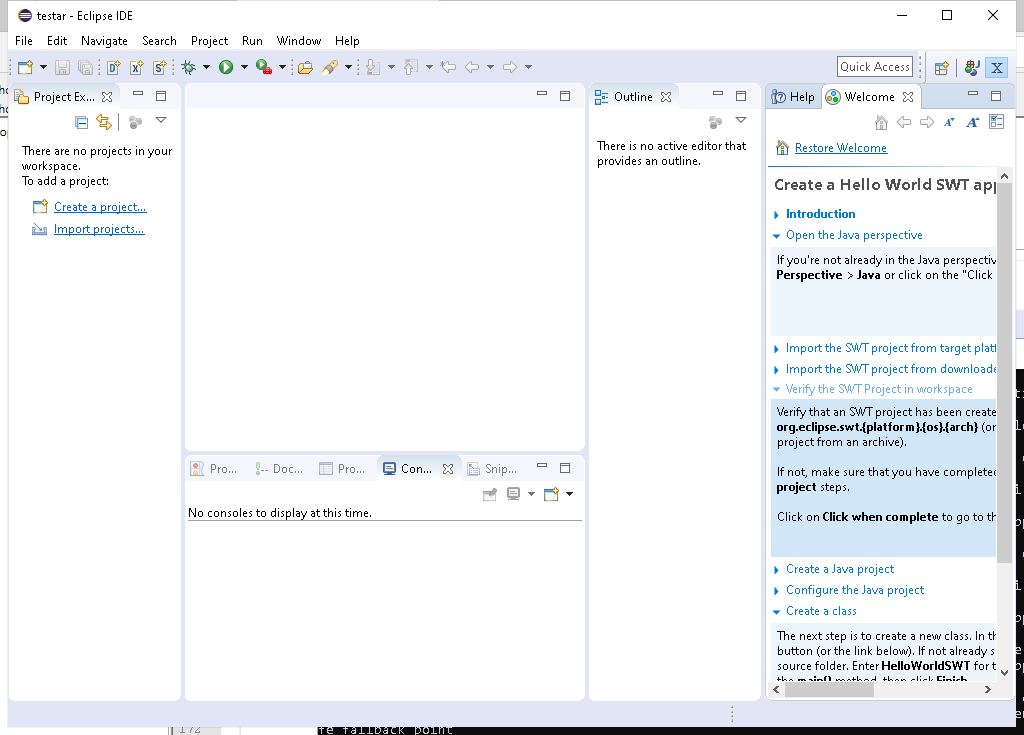 testar - Eclipse IDE
File Edit Navigate Search Project Run Window Help
Quick Access
Project Ex...
There are no projects in your
workspace.
To add a project:
Create a project...
Import projects...
No consoles to display at this time.
Pro... Doc... Pro... Con... Snip...
Outline
There is no active editor that
provides an outline.
Help Welcome
Restore Welcome
Create a Hello World SWT app
Introduction
Open the Java perspective
If you're not already in the Java perspectiv
Perspective > Java or click on the "Click
Import the SWT project from target platf
Import the SWT project from downloade
Verify the SWT Project in workspace
Verify that an SWT project has been create
org.eclipse.swt.{platform}.{os}.{arch} (or
project from an archive).
If not, make sure that you have completed
project steps.
Click on Click when complete to go to th
Create a Java project
Configure the Java project
Create a class
The next step is to create a new class. In th
button (or the link below). If not already s
source folder. Enter HelloWorldSWT for t
the main() method, then click Finish.
172
fe fallback point